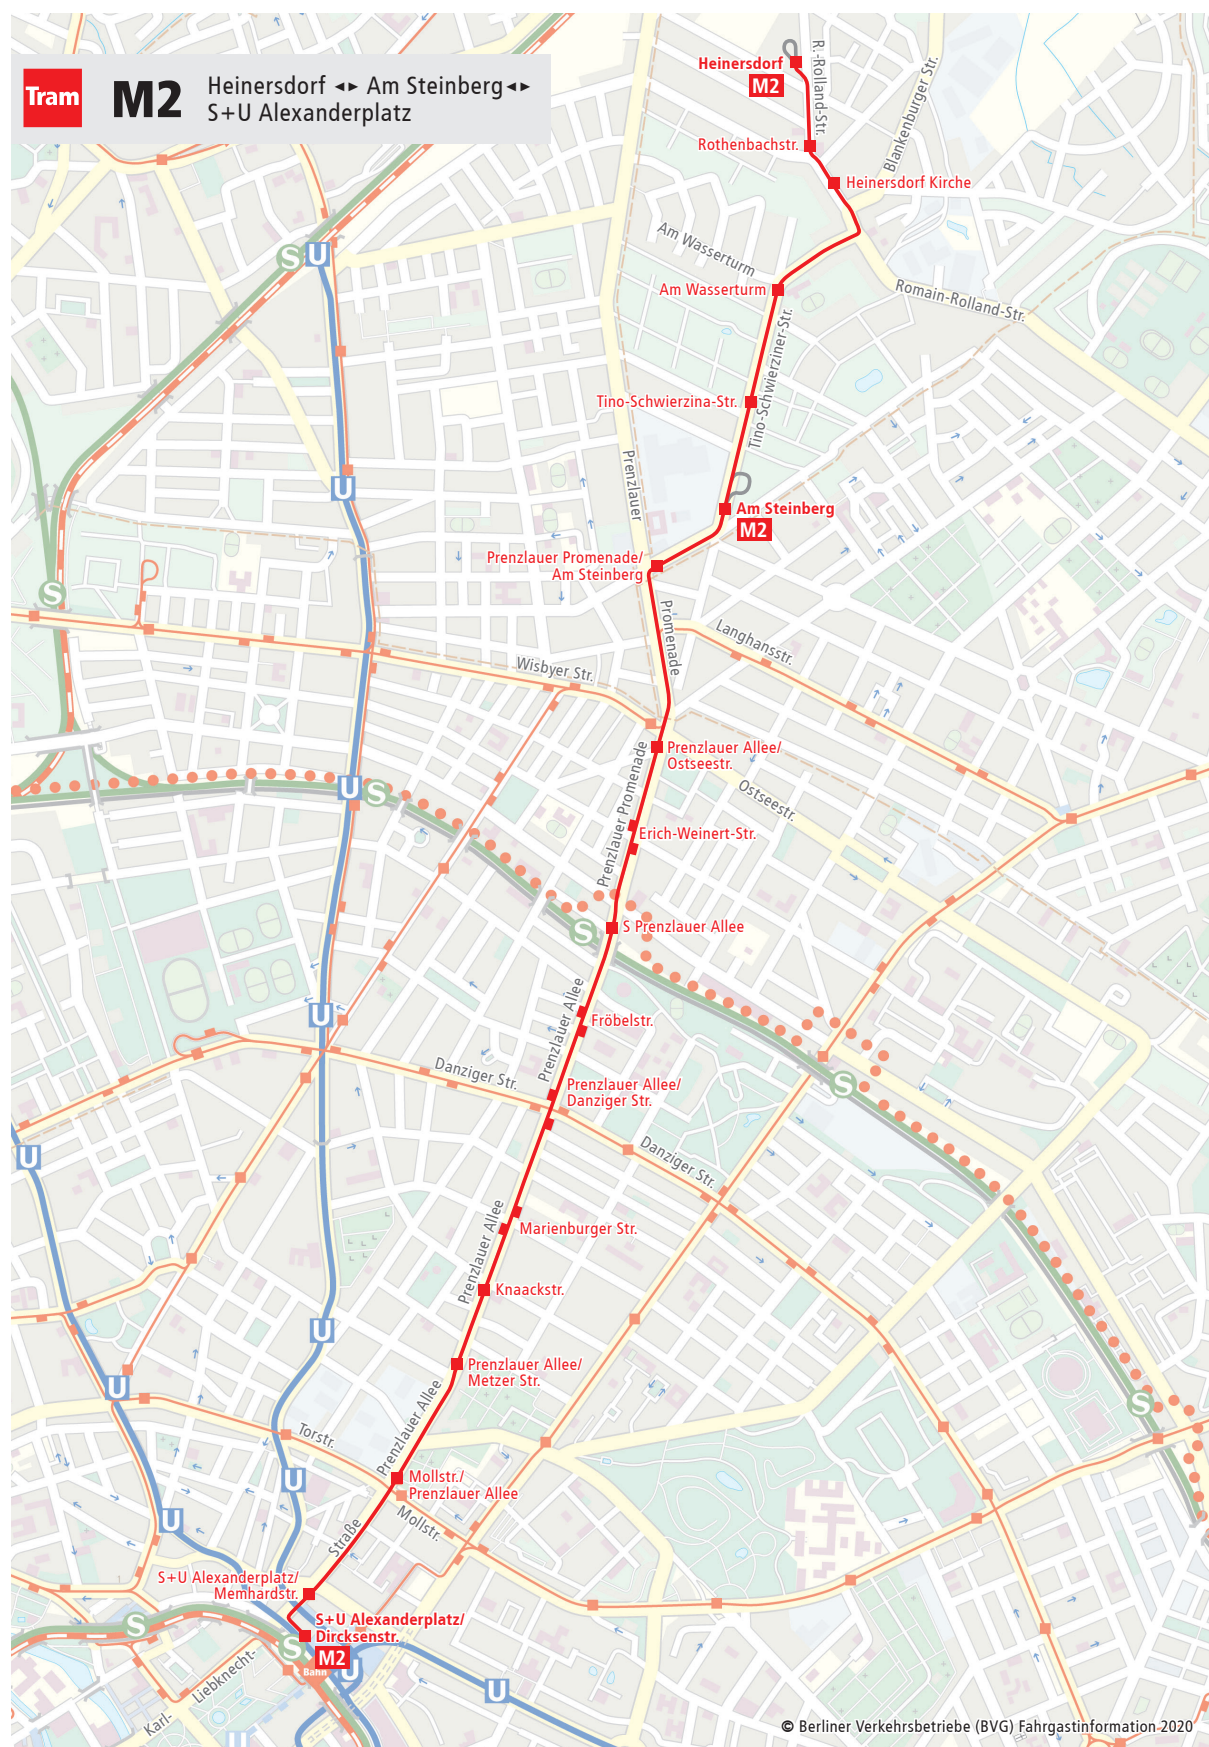 Tram
M2
Heinersdorf ◂▸ Am Steinberg◂▸
S+U Alexanderplatz
Heinersdorf
M2
R.-Rolland-Str.
Blankenburger Str.
Rothenbachstr.
Heinersdorf Kirche
Am Wasserturm
Am Wasserturm
Romain-Rolland-Str.
Tino-Schwierziner-Str.
Tino-Schwierzina-Str.
S
U
Prenzlauer
U
Am Steinberg
M2
Prenzlauer Promenade/
Am Steinberg
S
Promenade
Langhansstr.
Wisbyer Str.
Prenzlauer Allee/
Ostseestr.
Prenzlauer Promenade
Ostseestr.
U
S
Erich-Weinert-Str.
S Prenzlauer Allee
S
Prenzlauer Allee
Fröbelstr.
U
Danziger Str.
Prenzlauer Allee/
Danziger Str.
S
Danziger Str.
U
Prenzlauer Allee
Marienburger Str.
Knaackstr.
U
Prenzlauer Allee/
Metzer Str.
U
S
Prenzlauer Allee
Torstr.
Mollstr./
Prenzlauer Allee
U
Mollstr.
U
Straße
S+U Alexanderplatz/
Memhardstr.
S
S+U Alexanderplatz/
Dircksenstr.
M2
S
Bahn
U
U
Karl-
Liebknecht-
U
© Berliner Verkehrsbetriebe (BVG) Fahrgastinformation 2020